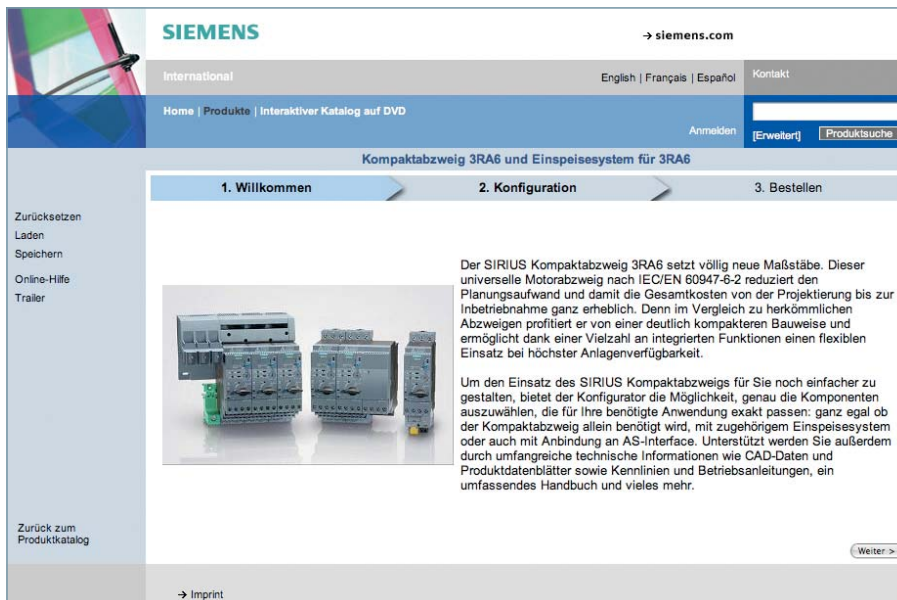 SIEMENS
→ siemens.com
International
English | Français | Español
Kontakt
Home | Produkte | Interaktiver Katalog auf DVD
Anmelden
[Erweitert]
Produktsuche
Kompaktabzweig 3RA6 und Einspeisesystem für 3RA6
1. Willkommen
2. Konfiguration
3. Bestellen
Zurücksetzen
Laden
Speichern
Online-Hilfe
Trailer
Der SIRIUS Kompaktabzweig 3RA6 setzt völlig neue Maßstäbe. Dieser
universelle Motorabzweig nach IEC/EN 60947-6-2 reduziert den
Planungsaufwand und damit die Gesamtkosten von der Projektierung bis zur
Inbetriebnahme ganz erheblich. Denn im Vergleich zu herkömmlichen
Abzweigen profitiert er von einer deutlich kompakteren Bauweise und
ermöglicht dank einer Vielzahl an integrierten Funktionen einen flexiblen
Einsatz bei höchster Anlagenverfügbarkeit.
Um den Einsatz des SIRIUS Kompaktabzweigs für Sie noch einfacher zu
gestalten, bietet der Konfigurator die Möglichkeit, genau die Komponenten
auszuwählen, die für Ihre benötigte Anwendung exakt passen: ganz egal ob
der Kompaktabzweig allein benötigt wird, mit zugehörigem Einspeisesystem
oder auch mit Anbindung an AS-Interface. Unterstützt werden Sie außerdem
durch umfangreiche technische Informationen wie CAD-Daten und
Produktdatenblätter sowie Kennlinien und Betriebsanleitungen, ein
umfassendes Handbuch und vieles mehr.
Zurück zum
Produktkatalog
Weiter >
→ Imprint